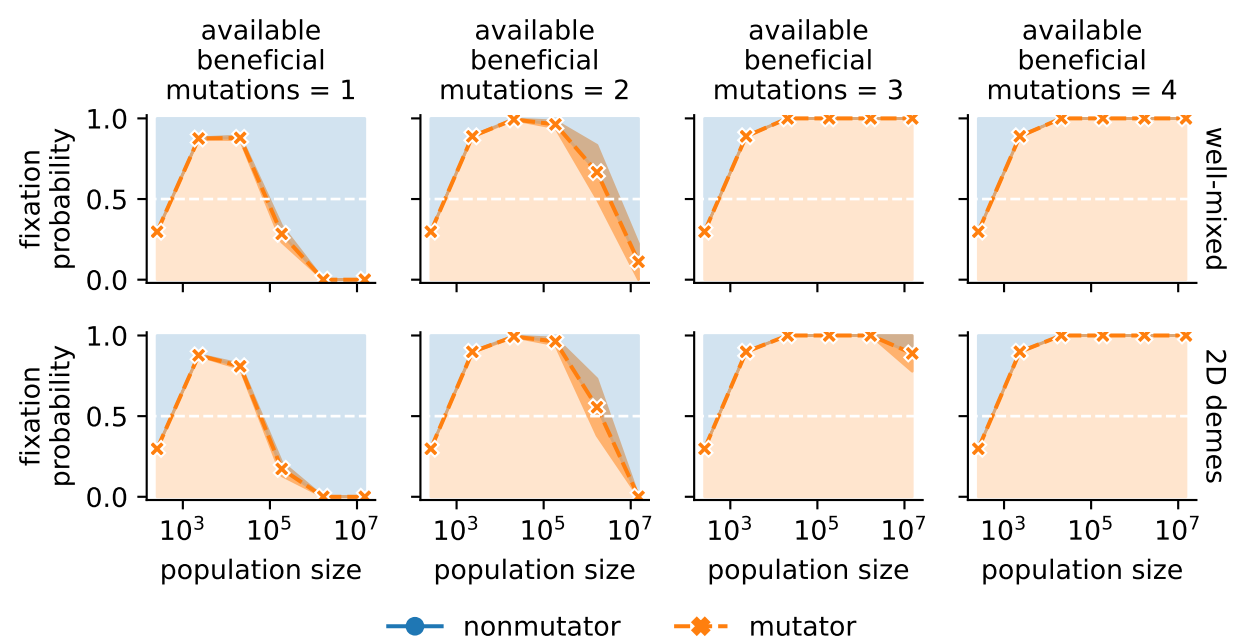 available
beneficial
mutations = 1
available
beneficial
mutations = 2
available
beneficial
mutations = 3
available
beneficial
mutations = 4
fixation
probability
1.0
0.5
0.0
well-mixed
fixation
probability
1.0
0.5
0.0
2D demes
10³ 10⁵ 10⁷
10³ 10⁵ 10⁷
10³ 10⁵ 10⁷
10³ 10⁵ 10⁷
population size
population size
population size
population size
nonmutator
mutator